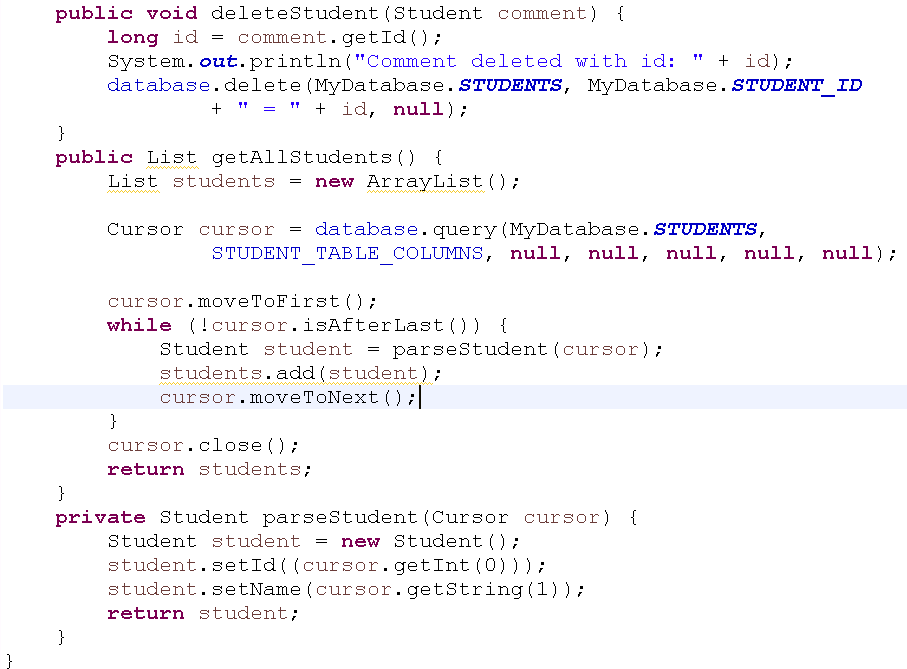 public void deleteStudent(Student comment) {
long id = comment.getId();
System.out.println("Comment deleted with id: " + id);
database.delete(MyDatabase.STUDENTS, MyDatabase.STUDENT_ID
+ " = " + id, null);
}
public List getAllStudents() {
List students = new ArrayList();
Cursor cursor = database.query(MyDatabase.STUDENTS,
STUDENT_TABLE_COLUMNS, null, null, null, null, null);
cursor.moveToFirst();
while (!cursor.isAfterLast()) {
Student student = parseStudent(cursor);
students.add(student);
cursor.moveToNext();
}
cursor.close();
return students;
}
private Student parseStudent(Cursor cursor) {
Student student = new Student();
student.setId((cursor.getInt(0)));
student.setName(cursor.getString(1));
return student;
}
}